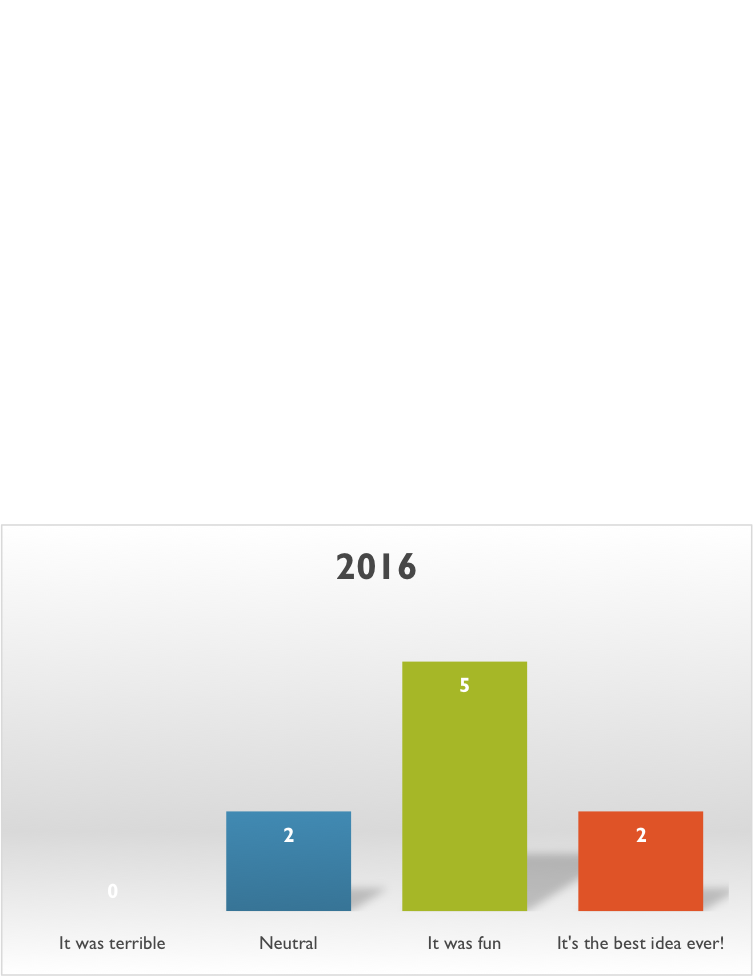 2016
5
2
2
0
It was terrible
Neutral
It was fun
It's the best idea ever!